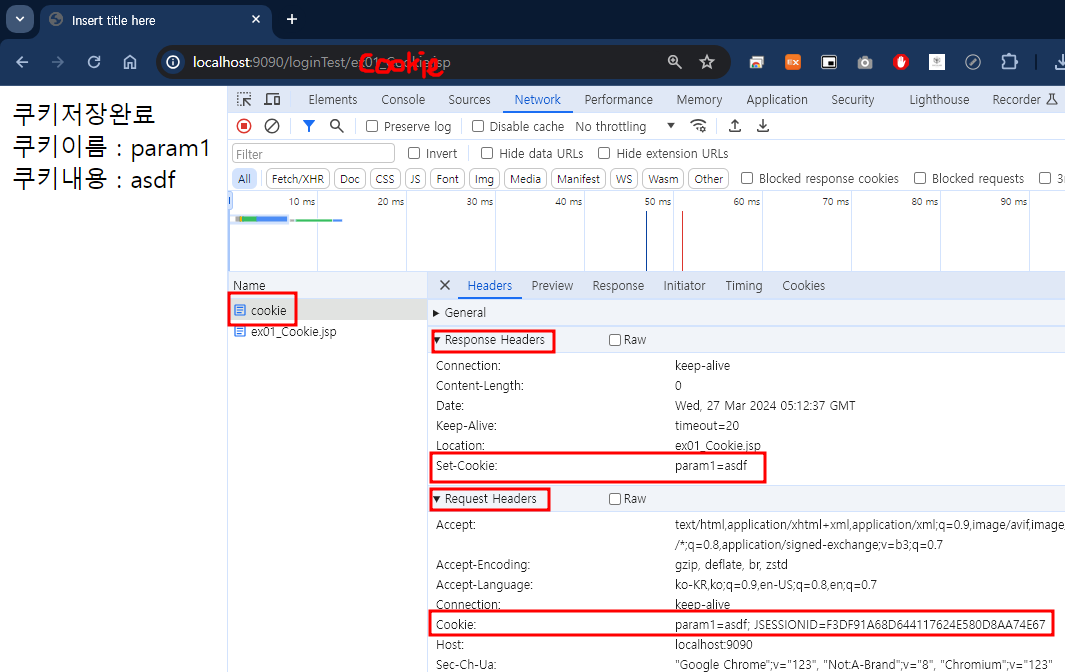 Insert title here
localhost:9090/loginTest/ex01_Cookie.jsp
쿠키저장완료
쿠키이름 : param1
쿠키내용 : asdf
Elements Console Sources Network Performance Memory Application Security Lighthouse Recorder
Preserve log Disable cache No throttling
Filter Invert Hide data URLs Hide extension URLs
All Fetch/XHR Doc CSS JS Font Img Media Manifest WS Wasm Other Blocked response cookies Blocked requests
10 ms 20 ms 30 ms 40 ms 50 ms 60 ms 70 ms 80 ms 90 ms
Name
cookie
ex01_Cookie.jsp
Headers Preview Response Initiator Timing Cookies
General
Response Headers Raw
Connection: keep-alive
Content-Length: 0
Date: Wed, 27 Mar 2024 05:12:37 GMT
Keep-Alive: timeout=20
Location: ex01_Cookie.jsp
Set-Cookie: param1=asdf
Request Headers Raw
Accept: text/html,application/xhtml+xml,application/xml;q=0.9,image/avif,image/
/*;q=0.8,application/signed-exchange;v=b3;q=0.7
Accept-Encoding: gzip, deflate, br, zstd
Accept-Language: ko-KR,ko;q=0.9,en-US;q=0.8,en;q=0.7
Connection: keep-alive
Cookie: param1=asdf; JSESSIONID=F3DF91A68D644117624E580D8AA74E67
Host: localhost:9090
Sec-Ch-Ua: "Google Chrome";v="123", "Not:A-Brand";v="8", "Chromium";v="123"